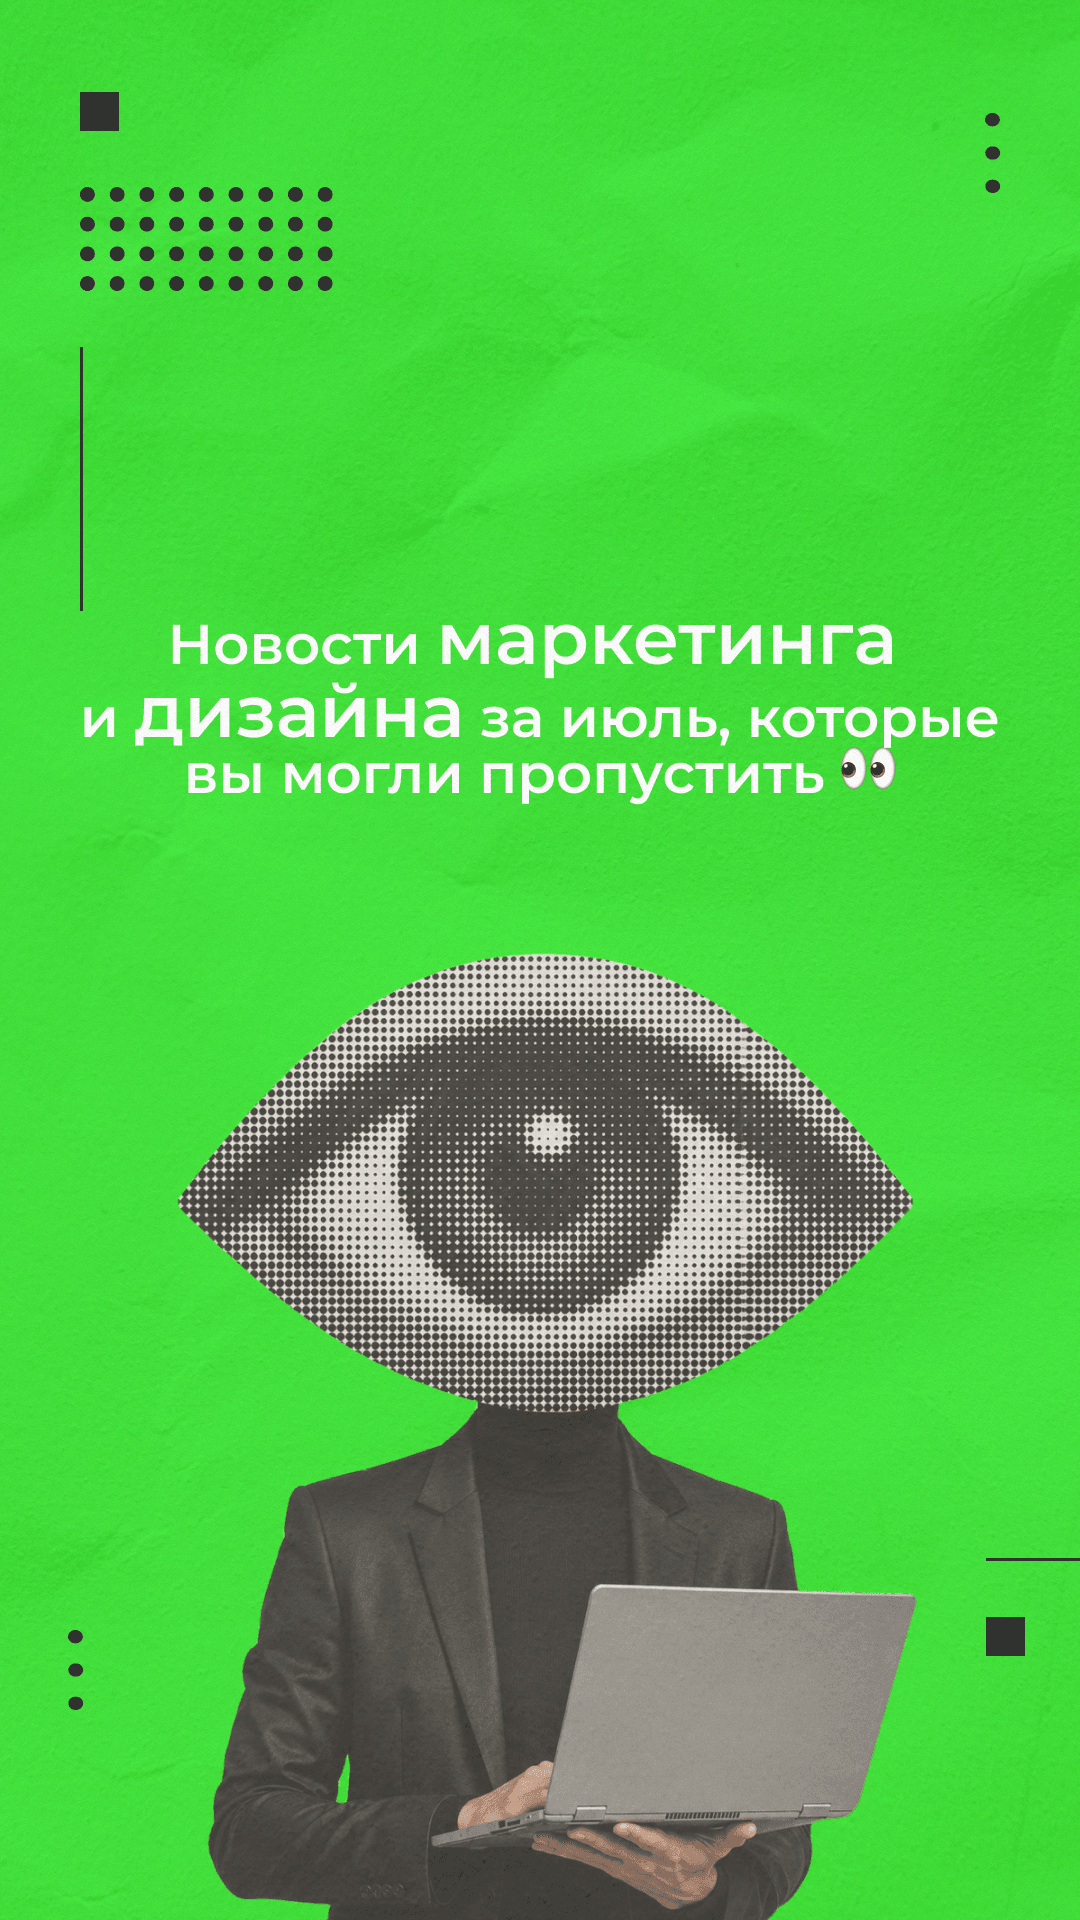 Новости маркетинга
и дизайна за июль, которые
вы могли пропустить 👀